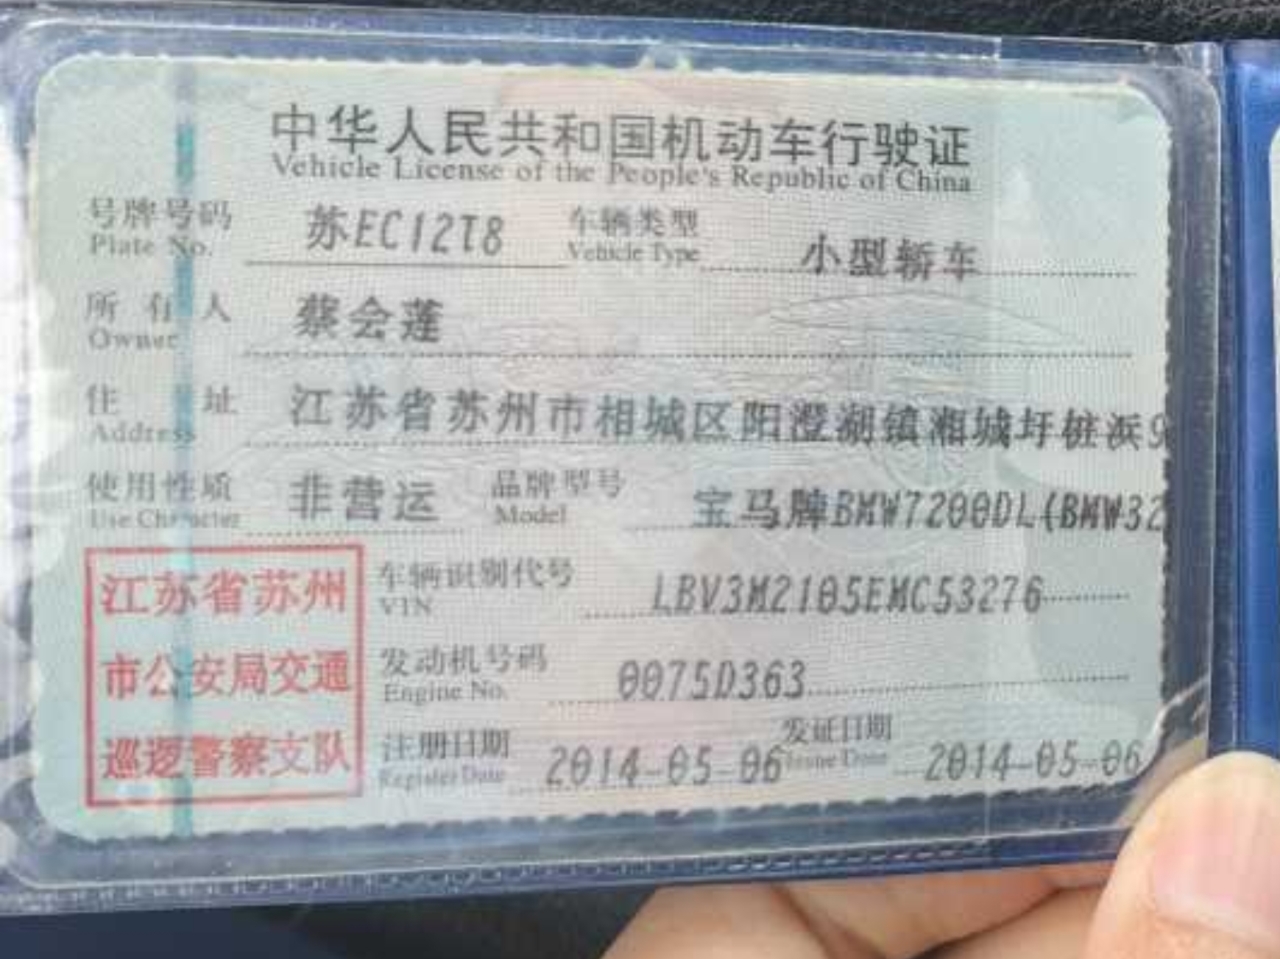 中华人民共和国机动车行驶证
Vehicle License of the People's Republic of China
号牌号码 苏EC12T8 车辆类型 小型轿车
Plate No. Vehicle Type
所有人 蔡会莲
Owner
住址 江苏省苏州市相城区阳澄湖镇湘城圩桩浜9
Address
使用性质 非营运 品牌型号 宝马牌BMW7200DL(BMW32
Use Character Model
江苏省苏州
市公安局交通
巡逻警察支队
车辆识别代号 LBV3M2105EMC53276
VIN
发动机号码 0075D363
Engine No.
注册日期 2014-05-06 发证日期 2014-05-06
Register Date Issue Date